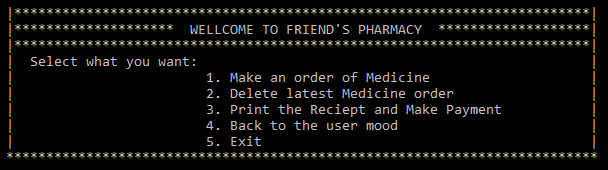 WELLCOME TO FRIEND'S PHARMACY
Select what you want:
1. Make an order of Medicine
2. Delete latest Medicine order
3. Print the Reciept and Make Payment
4. Back to the user mood
5. Exit